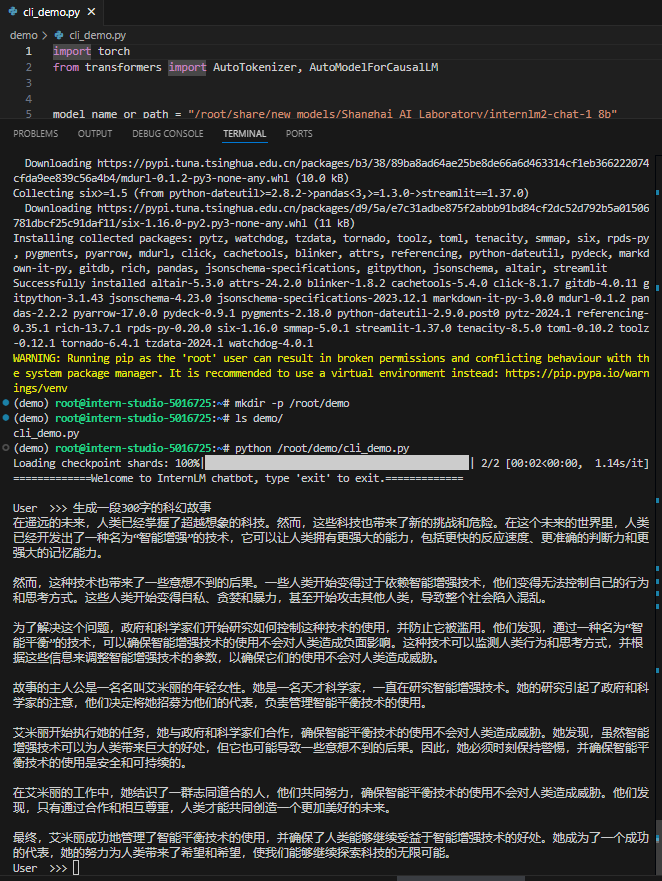 cli_demo.py
demo > cli_demo.py
1 import torch
2 from transformers import AutoTokenizer, AutoModelForCausalLM
3
4
5 model_name_or_path = "/root/share/new_models/Shanghai_AI_Laboratory/internlm2-chat-1_8b"
PROBLEMS OUTPUT DEBUG CONSOLE TERMINAL PORTS
Downloading https://pypi.tuna.tsinghua.edu.cn/packages/b3/38/89ba8ad64ae25be8de66a6d463314cf1eb366222074
cfda9ee839c56a4b4/mdurl-0.1.2-py3-none-any.whl (10.0 kB)
Collecting six>=1.5 (from python-dateutil>=2.8.2->pandas<3,>=1.3.0->streamlit==1.37.0)
Downloading https://pypi.tuna.tsinghua.edu.cn/packages/d9/5a/e7c31adbe875f2abbb91bd84cf2dc52d792b5a01506
781dbcf25c91daf11/six-1.16.0-py2.py3-none-any.whl (11 kB)
Installing collected packages: pytz, watchdog, tzdata, tornado, toolz, toml, tenacity, smmap, six, rpds-py
, pygments, pyarrow, mdurl, click, cachetools, blinker, attrs, referencing, python-dateutil, pydeck, markd
own-it-py, gitdb, rich, pandas, jsonschema-specifications, gitpython, jsonschema, altair, streamlit
Successfully installed altair-5.3.0 attrs-24.2.0 blinker-1.8.2 cachetools-5.4.0 click-8.1.7 gitdb-4.0.11 g
itpython-3.1.43 jsonschema-4.23.0 jsonschema-specifications-2023.12.1 markdown-it-py-3.0.0 mdurl-0.1.2 pan
das-2.2.2 pyarrow-17.0.0 pydeck-0.9.1 pygments-2.18.0 python-dateutil-2.9.0.post0 pytz-2024.1 referencing-
0.35.1 rich-13.7.1 rpds-py-0.20.0 six-1.16.0 smmap-5.0.1 streamlit-1.37.0 tenacity-8.5.0 toml-0.10.2 toolz
-0.12.1 tornado-6.4.1 tzdata-2024.1 watchdog-4.0.1
WARNING: Running pip as the 'root' user can result in broken permissions and conflicting behaviour with th
e system package manager. It is recommended to use a virtual environment instead: https://pip.pypa.io/warn
ings/venv
(demo) root@intern-studio-5016725:~# mkdir -p /root/demo
(demo) root@intern-studio-5016725:~# ls demo/
cli_demo.py
(demo) root@intern-studio-5016725:~# python /root/demo/cli_demo.py
Loading checkpoint shards: 100%| | 2/2 [00:02<00:00, 1.14s/it]
=============Welcome to InternLM chatbot, type 'exit' to exit.=============
User >>> 生成一段300字的科幻故事
在遥远的未来，人类已经掌握了超越想象的科技。然而，这些科技也带来了新的挑战和危险。在这个未来的世界里，人类
已经开发出了一种名为“智能增强”的技术，它可以让人类拥有更强大的能力，包括更快的反应速度、更准确的判断力和更
强大的记忆能力。
然而，这种技术也带来了一些意想不到的后果。一些人类开始变得过于依赖智能增强技术，他们变得无法控制自己的行为
和思考方式。这些人类开始变得自私、贪婪和暴力，甚至开始攻击其他人类，导致整个社会陷入混乱。
为了解决这个问题，政府和科学家们开始研究如何控制这种技术的使用，并防止它被滥用。他们发现，通过一种名为“智
能平衡”的技术，可以确保智能增强技术的使用不会对人类造成负面影响。这种技术可以监测人类行为和思考方式，并根
据这些信息来调整智能增强技术的参数，以确保它们的使用不会对人类造成威胁。
故事的主人公是一名名叫艾米丽的年轻女性。她是一名天才科学家，一直在研究智能增强技术。她的研究引起了政府和科
学家的注意，他们决定将她招募为他们的代表，负责管理智能平衡技术的使用。
艾米丽开始执行她的任务，她与政府和科学家们合作，确保智能平衡技术的使用不会对人类造成威胁。她发现，虽然智能
增强技术可以为人类带来巨大的好处，但它也可能导致一些意想不到的后果。因此，她必须时刻保持警惕，并确保智能平
衡技术的使用是安全和可持续的。
在艾米丽的工作中，她结识了一群志同道合的人，他们共同努力，确保智能平衡技术的使用不会对人类造成威胁。他们发
现，只有通过合作和相互尊重，人类才能共同创造一个更加美好的未来。
最终，艾米丽成功地管理了智能平衡技术的使用，并确保了人类能够继续受益于智能增强技术的好处。她成为了一个成功
的代表，她的努力为人类带来了希望和希望，使我们能够继续探索科技的无限可能。
User >>>